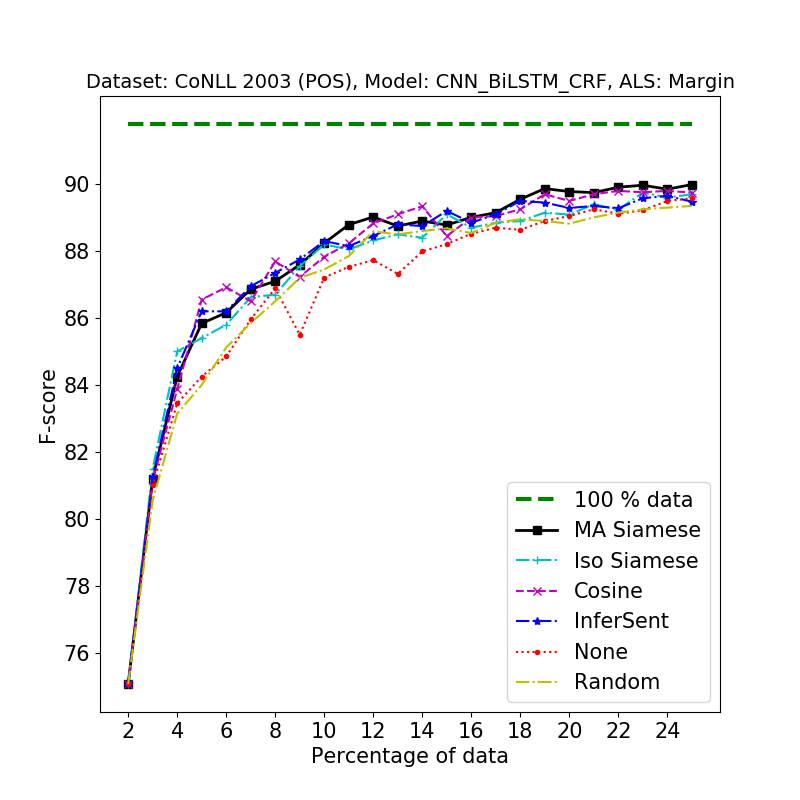 Dataset: CoNLL 2003 (POS), Model: CNN_BiLSTM_CRF, ALS: Margin
90
88
86
84
82
80
78
76
F-score
100 % data
MA Siamese
Iso Siamese
Cosine
InferSent
None
Random
2 4 6 8 10 12 14 16 18 20 22 24
Percentage of data